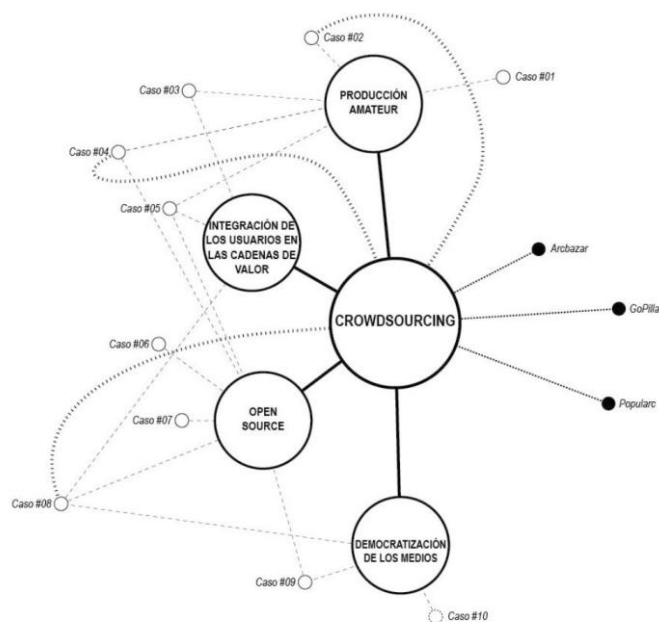 Caso #02
Caso #01
Caso #03
PRODUCCIÓN
AMATEUR
Caso #04
Caso #05
INTEGRACIÓN DE
LOS USUARIOS EN
LAS CADENAS DE
VALOR
Arcbazar
GoPilla
CROWDSOURCING
Caso #06
Popularc
OPEN
SOURCE
Caso #07
Caso #08
DEMOCRATIZACIÓN
DE LOS MEDIOS
Caso #09
Caso #10